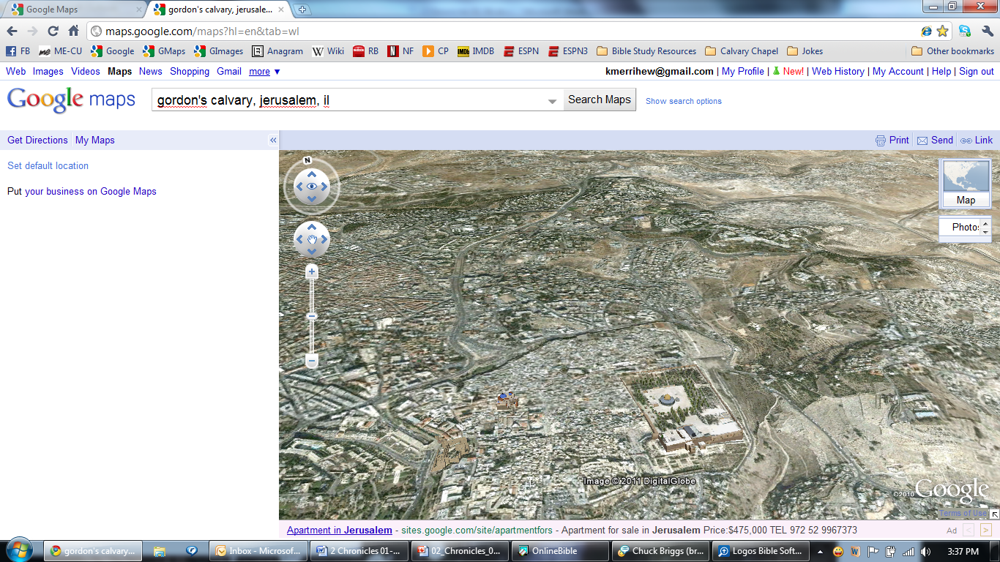 Google Maps
gordon's calvary, jerusale...
maps.google.com/maps?hl=en&tab=wl
FB ME-CU Google GMaps GImages Anagram Wiki RB NF CP IMDB ESPN ESPN3 Bible Study Resources Calvary Chapel Jokes Other bookmarks
Web Images Videos Maps News Shopping Gmail more ▼ kmerrihew@gmail.com | My Profile | New! | Web History | My Account | Help | Sign out
Google maps gordon's calvary, jerusalem, il Search Maps Show search options
Get Directions My Maps « Print Send Link
Set default location
Put your business on Google Maps
N
Map
Photos
Image © 2011 DigitalGlobe
©2010 Google
Terms of Use
Apartment in Jerusalem - sites.google.com/site/apartmentfors - Apartment for sale in Jerusalem Price:$475,000 TEL 972 52 9967373 Ad < >
gordon's calvary... Inbox - Microsof... 2 Chronicles 01-... 02_Chronicles_0... OnlineBible Chuck Briggs (br... Logos Bible Soft... 3:37 PM